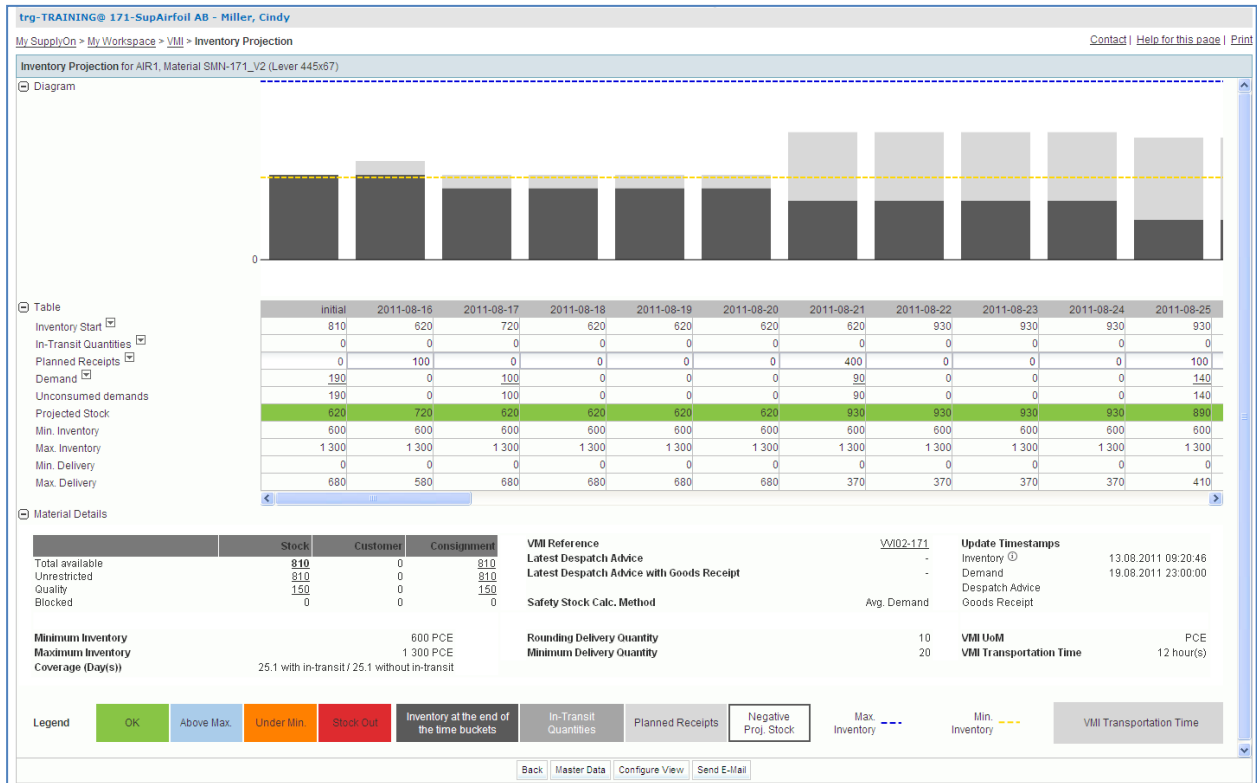 trg-TRAINING@ 171-SupAirfoil AB - Miller, Cindy
My SupplyOn > My Workspace > VMI > Inventory Projection Contact | Help for this page | Print
Inventory Projection for AIR1, Material SMN-171_V2 (Lever 445x67)
Diagram
0
Table initial 2011-08-16 2011-08-17 2011-08-18 2011-08-19 2011-08-20 2011-08-21 2011-08-22 2011-08-23 2011-08-24 2011-08-25
Inventory Start 810 620 720 620 620 620 620 930 930 930 930
In-Transit Quantities 0 0 0 0 0 0 0 0 0 0 0
Planned Receipts 0 100 0 0 0 0 400 0 0 0 100
Demand 190 0 100 0 0 0 90 0 0 0 140
Unconsumed demands 190 0 100 0 0 0 90 0 0 0 140
Projected Stock 620 720 620 620 620 620 930 930 930 930 890
Min. Inventory 600 600 600 600 600 600 600 600 600 600 600
Max. Inventory 1 300 1 300 1 300 1 300 1 300 1 300 1 300 1 300 1 300 1 300 1 300
Min. Delivery 0 0 0 0 0 0 0 0 0 0 0
Max. Delivery 680 580 680 680 680 680 370 370 370 370 410
Material Details
Stock Customer Consignment VMI Reference VVI02-171 Update Timestamps
Total available 810 0 810 Latest Despatch Advice - Inventory 13.08.2011 09:20:46
Unrestricted 810 0 810 Latest Despatch Advice with Goods Receipt - Demand 19.08.2011 23:00:00
Quality 150 0 150 Despatch Advice
Blocked 0 0 0 Safety Stock Calc. Method Avg. Demand Goods Receipt
Minimum Inventory 600 PCE Rounding Delivery Quantity 10 VMI UoM PCE
Maximum Inventory 1 300 PCE Minimum Delivery Quantity 20 VMI Transportation Time 12 hour(s)
Coverage (Day(s)) 25.1 with in-transit / 25.1 without in-transit
Legend OK Above Max. Under Min. Stock Out Inventory at the end of the time buckets In-Transit Quantities Planned Receipts Negative Proj. Stock Max. Inventory Min. Inventory VMI Transportation Time
Back Master Data Configure View Send E-Mail